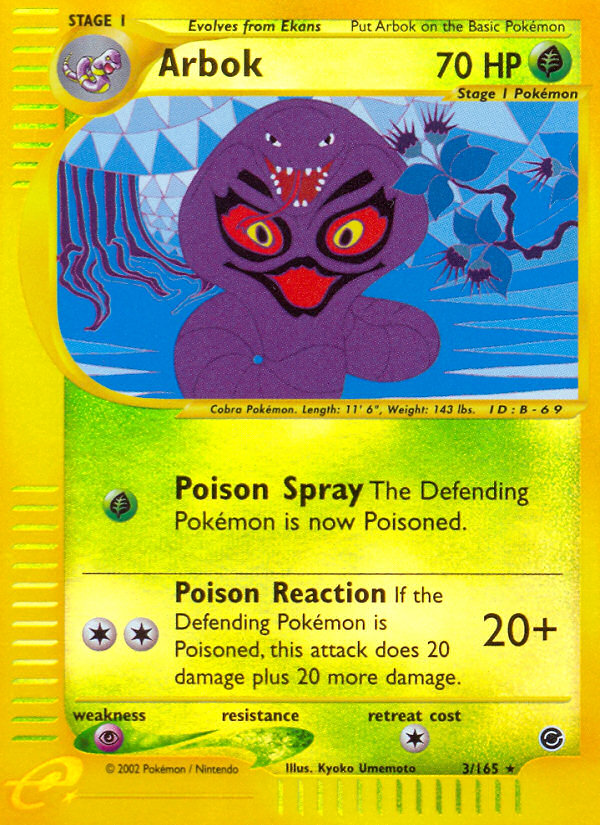 STAGE 1
Evolves from Ekans
Put Arbok on the Basic Pokémon
Arbok
70 HP
Stage 1 Pokémon
Cobra Pokémon. Length: 11' 6", Weight: 143 lbs. ID:B-69
Poison Spray The Defending
Pokémon is now Poisoned.
Poison Reaction If the
Defending Pokémon is
Poisoned, this attack does 20
damage plus 20 more damage.
20+
weakness
resistance
retreat cost
© 2002 Pokémon / Nintendo
Illus. Kyoko Umemoto
3/165 ★